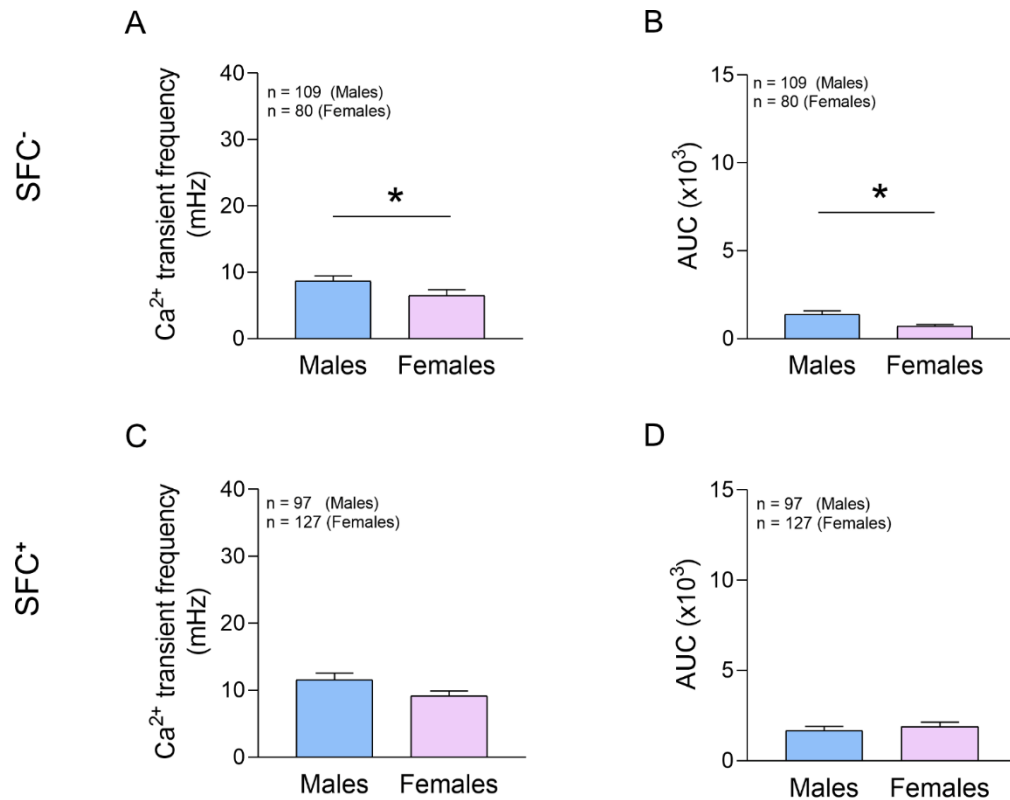 A
SFC⁻
Ca²⁺ transient frequency
(mHz)
40
30
20
10
0
n = 109 (Males)
n = 80 (Females)
*
Males Females
B
AUC (x10³)
15
10
5
0
n = 109 (Males)
n = 80 (Females)
*
Males Females
C
SFC⁺
Ca²⁺ transient frequency
(mHz)
40
30
20
10
0
n = 97 (Males)
n = 127 (Females)
Males Females
D
AUC (x10³)
15
10
5
0
n = 97 (Males)
n = 127 (Females)
Males Females